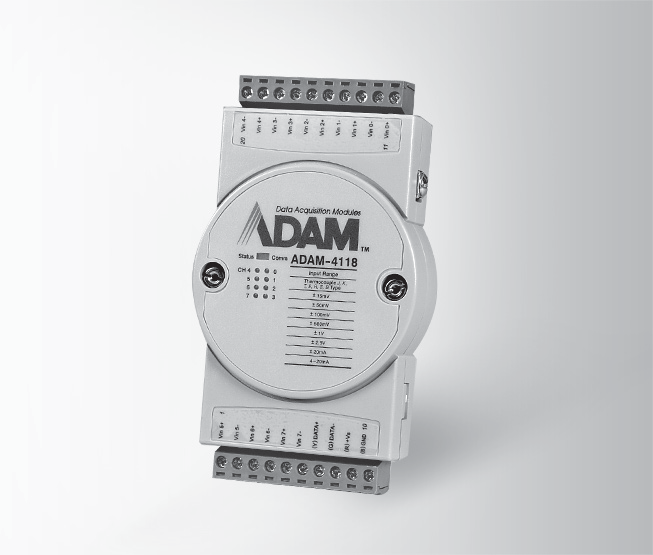 Vin 4- Vin 4+ Vin 3- Vin 3+ Vin 2- Vin 2+ Vin 1- Vin 1+ Vin 0- Vin 0+
20 11
Data Acquisition Modules
ADAM TM
Status Comm ADAM-4118
CH 4 0
5 1
6 2
7 3
Input Range
Thermocouple J, K,
T, E, R, S, B Type
± 15mV
± 50mV
± 100mV
± 500mV
± 1V
± 2.5V
± 20mA
4~20mA
1 10
Vin 5+ Vin 5- Vin 6+ Vin 6- Vin 7+ Vin 7- (Y) DATA+ (G) DATA- (R) +Vs (B) GND